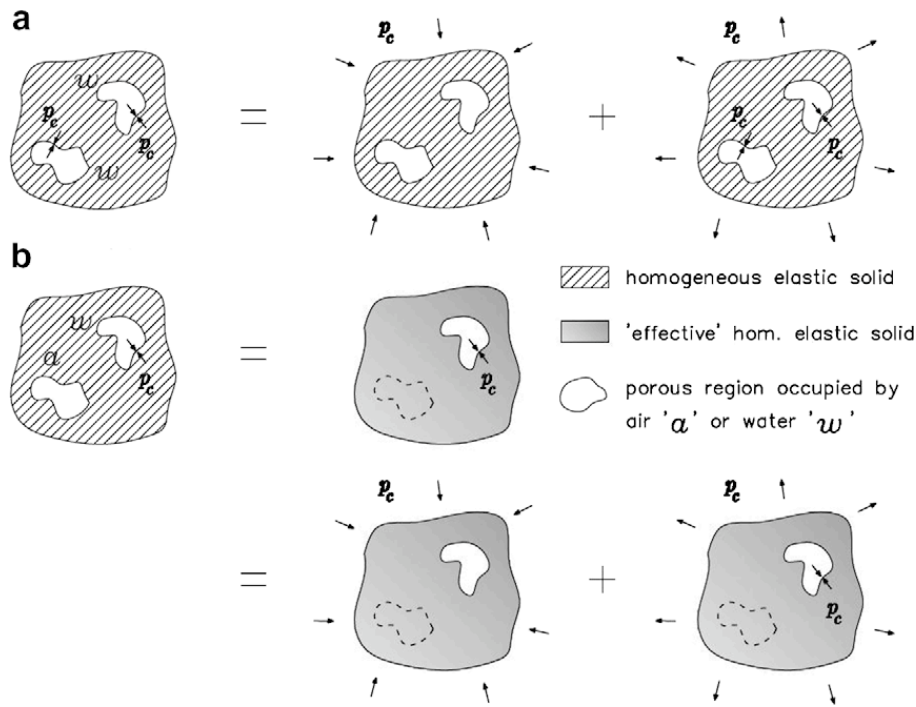 a
p_c p_c
w
p_c
= +
p_c
p_c
p_c
w
b
w
a
=
w
p_c
p_c
homogeneous elastic solid
'effective' hom. elastic solid
porous region occupied by
air 'a' or water 'w'
p_c p_c
= +
p_c